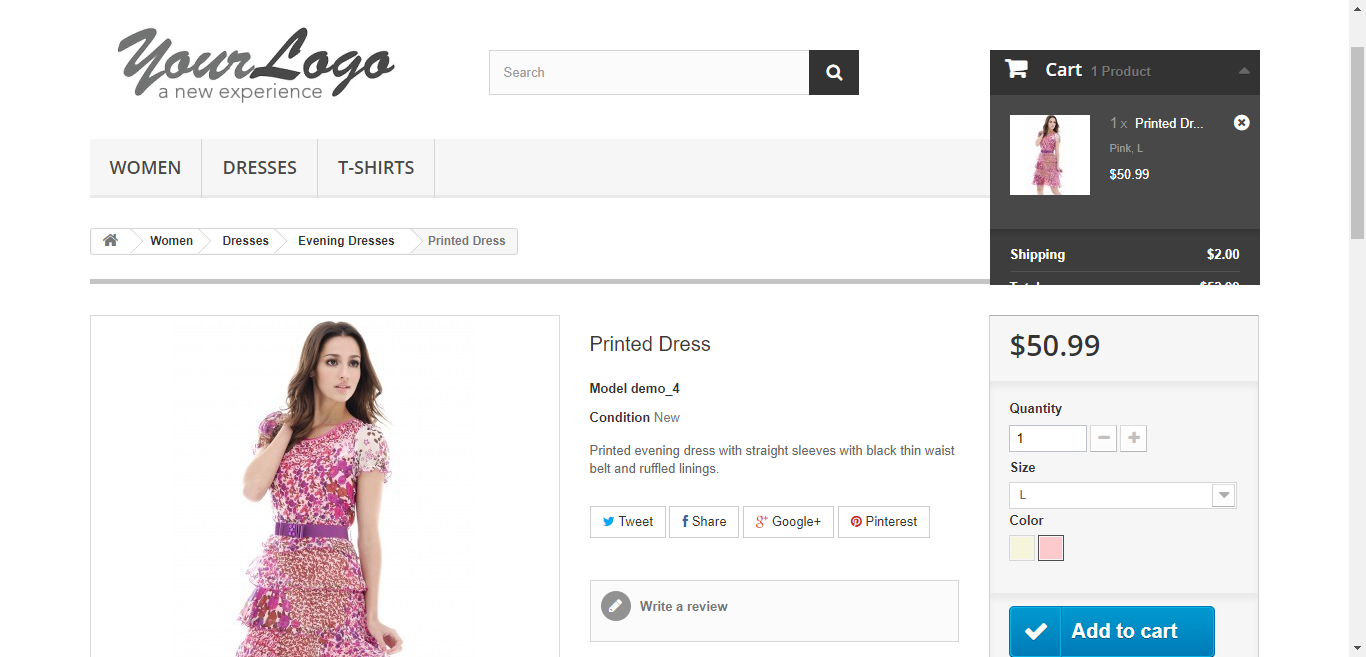 YourLogo
a new experience
Search
Cart 1 Product
1 x Printed Dr...
Pink, L
$50.99
WOMEN DRESSES T-SHIRTS
Women Dresses Evening Dresses Printed Dress
Shipping $2.00
Printed Dress
Model demo_4
Condition New
Printed evening dress with straight sleeves with black thin waist
belt and ruffled linings.
Tweet Share Google+ Pinterest
Write a review
$50.99
Quantity
1
Size
L
Color
Add to cart